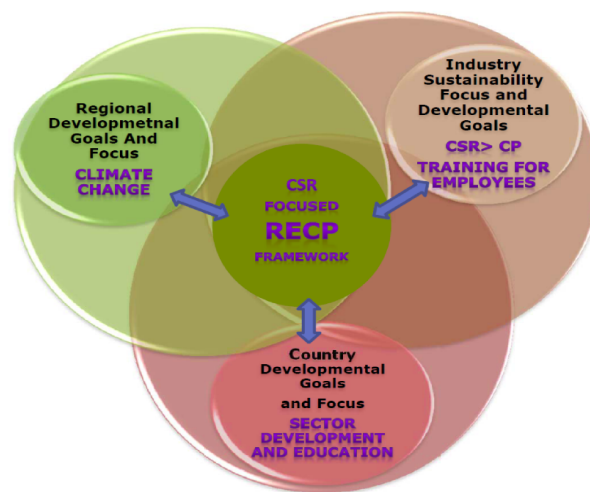 Regional
Developmetnal
Goals And
Focus
CLIMATE
CHANGE
Industry
Sustainability
Focus and
Developmental
Goals
CSR> CP
TRAINING FOR
EMPLOYEES
CSR
FOCUSED
RECP
FRAMEWORK
Country
Developmental
Goals
and Focus
SECTOR
DEVELOPMENT
AND EDUCATION